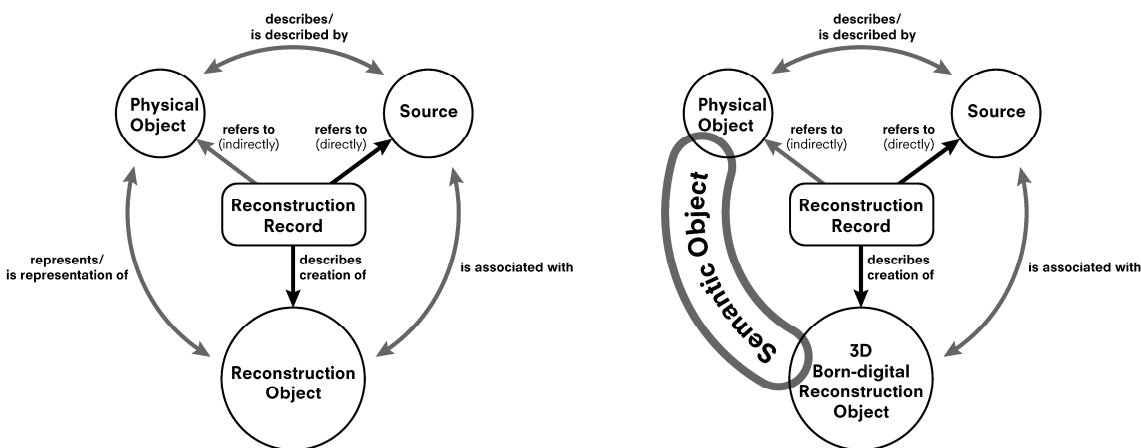 describes/
is described by
Physical
Object
Source
refers to
(indirectly)
refers to
(directly)
Reconstruction
Record
represents/
is representation of
describes
creation of
is associated with
Reconstruction
Object
describes/
is described by
Physical
Object
Source
refers to
(indirectly)
refers to
(directly)
Semantic Object
Reconstruction
Record
describes
creation of
is associated with
3D
Born-digital
Reconstruction
Object